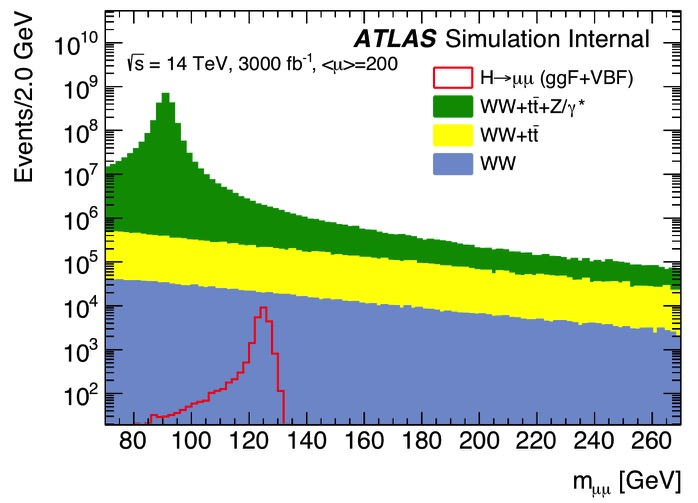 ATLAS Simulation Internal
√s = 14 TeV, 3000 fb⁻¹, <μ>=200
H→μμ (ggF+VBF)
WW+tt̄+Z/γ*
WW+tt̄
WW
Events/2.0 GeV
10¹⁰
10⁹
10⁸
10⁷
10⁶
10⁵
10⁴
10³
10²
80 100 120 140 160 180 200 220 240 260
m_μμ [GeV]